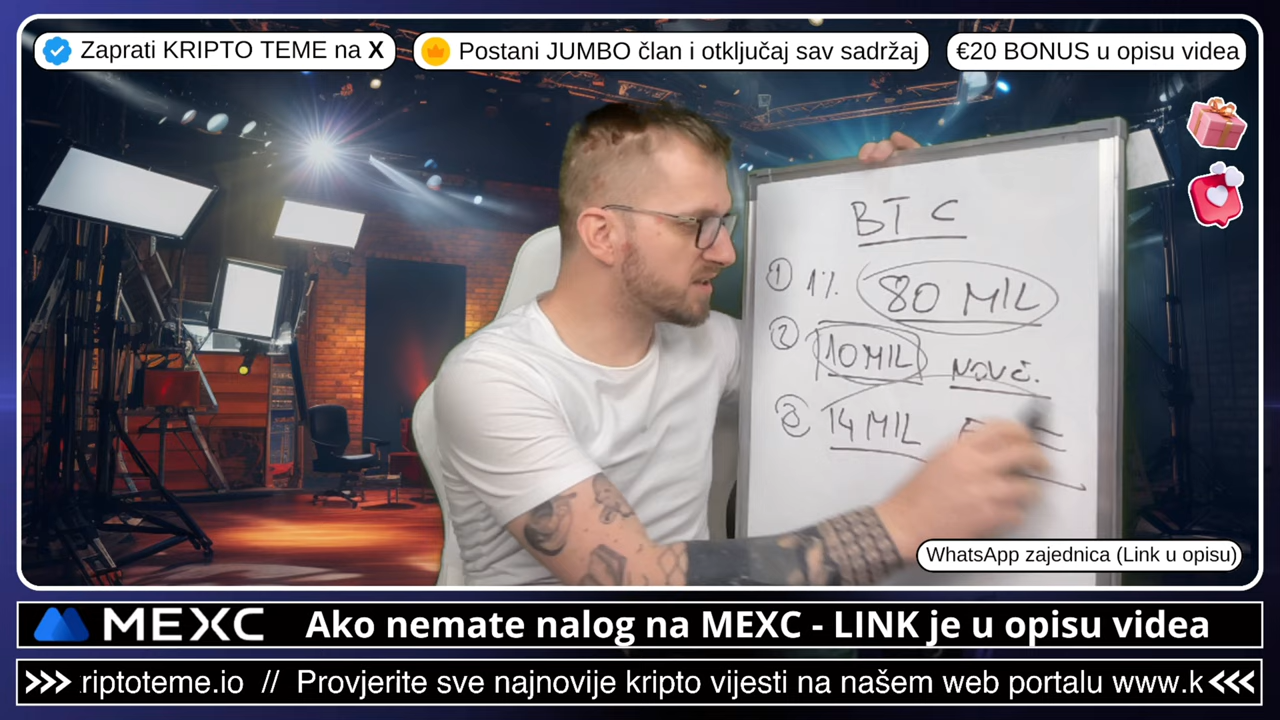 Zaprati KRIPTO TEME na X
Postani JUMBO član i otključaj sav sadržaj
€20 BONUS u opisu videa
BTC
1 1% 80 MIL
2 10 MIL NOVČ.
3 14 MIL
WhatsApp zajednica (Link u opisu)
MEXC Ako nemate nalog na MEXC - LINK je u opisu videa
>>> riptoteme.io // Provjerite sve najnovije kripto vijesti na našem web portalu www.k <<<